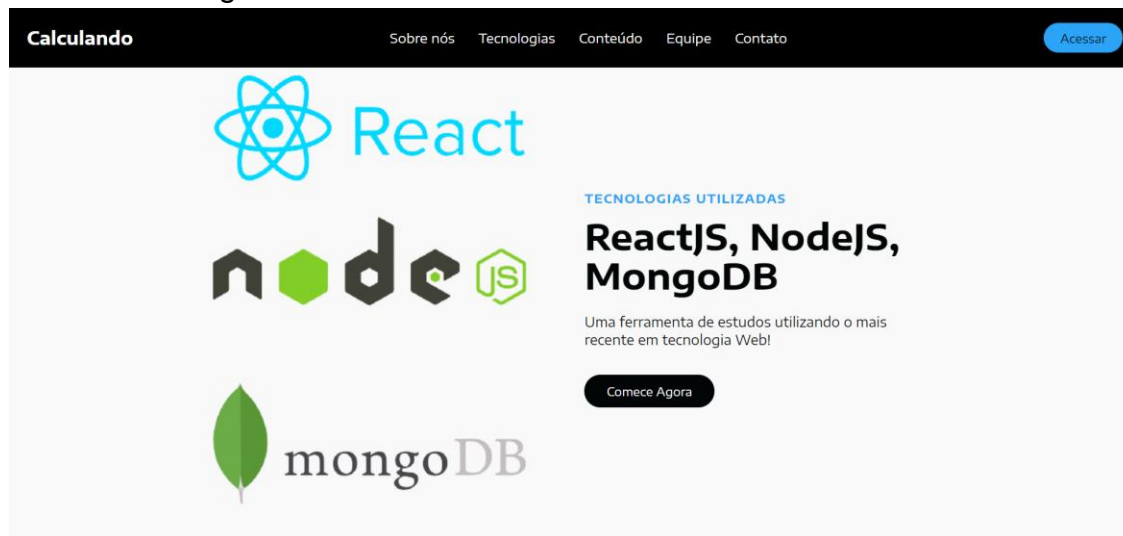 Calculando
Sobre nós Tecnologias Conteúdo Equipe Contato
Acessar
React
node JS
mongoDB
TECNOLOGIAS UTILIZADAS
ReactJS, NodeJS,
MongoDB
Uma ferramenta de estudos utilizando o mais
recente em tecnologia Web!
Comece Agora